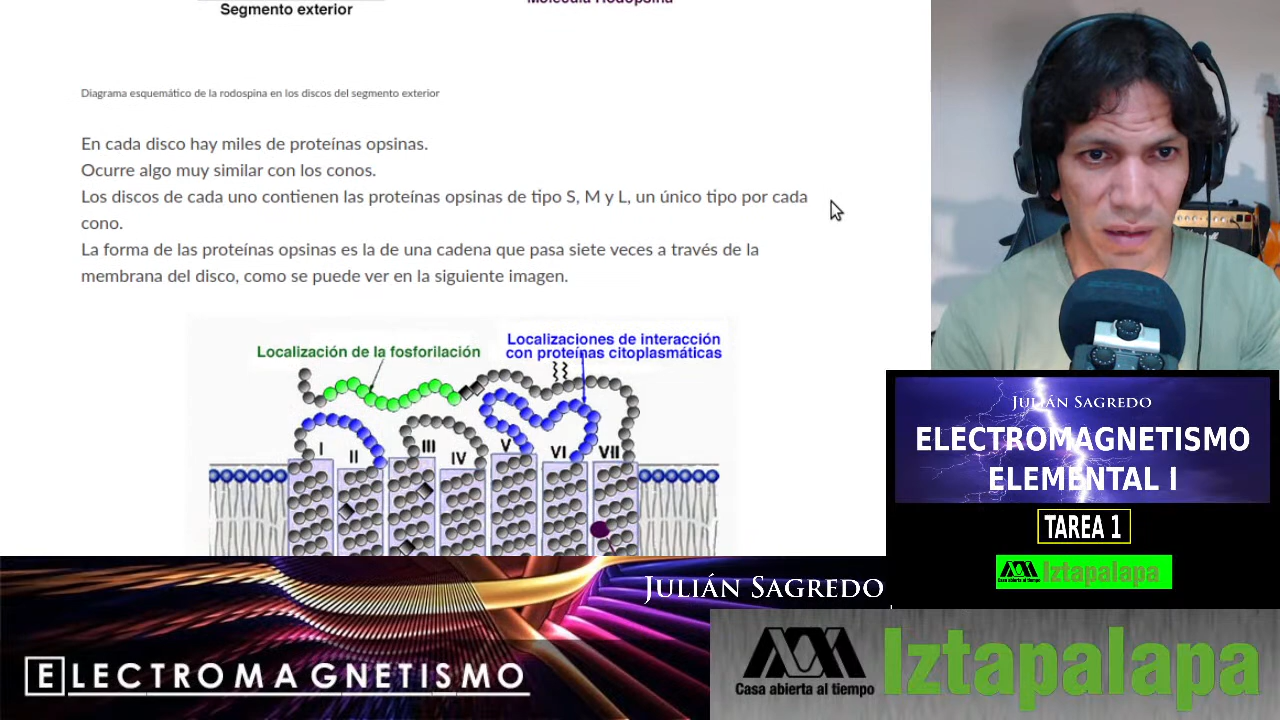 Segmento exterior
Molécula Rodopsina
Diagrama esquemático de la rodospina en los discos del segmento exterior
En cada disco hay miles de proteínas opsinas.
Ocurre algo muy similar con los conos.
Los discos de cada uno contienen las proteínas opsinas de tipo S, M y L, un único tipo por cada
cono.
La forma de las proteínas opsinas es la de una cadena que pasa siete veces a través de la
membrana del disco, como se puede ver en la siguiente imagen.
Localización de la fosforilación
Localizaciones de interacción
con proteínas citoplasmáticas
I
II
III
IV
V
VI
VII
JULIÁN SAGREDO
ELECTROMAGNETISMO
ELEMENTAL I
TAREA 1
Casa abierta al tiempo
Iztapalapa
JULIÁN SAGREDO
ELECTROMAGNETISMO
Casa abierta al tiempo
Iztapalapa